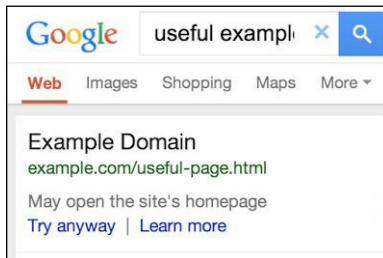 Google useful exampl
Web Images Shopping Maps More
Example Domain
example.com/useful-page.html
May open the site's homepage
Try anyway | Learn more